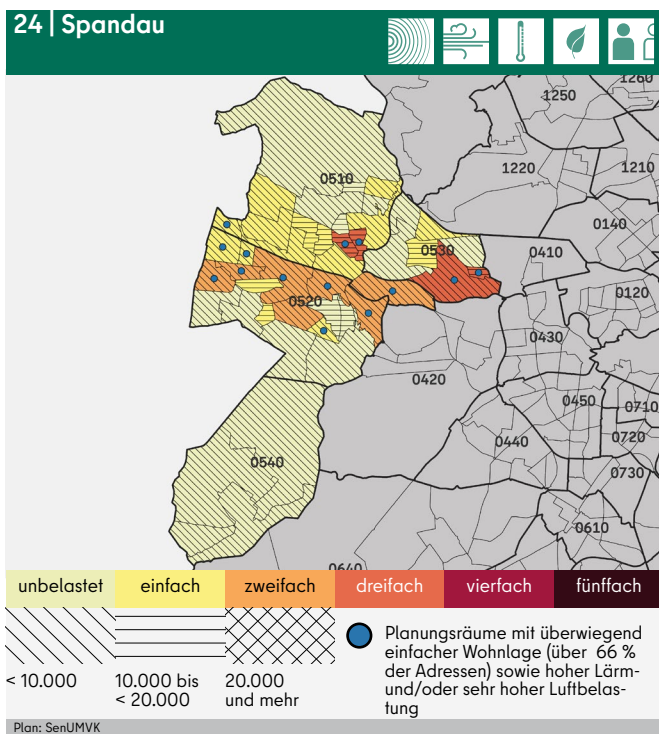 24 | Spandau
1260
1250
1220
1210
0510
0140
0530
0410
0120
0520
0430
0420
0450
0710
0440
0720
0540
0730
0610
0640
unbelastet einfach zweifach dreifach vierfach fünffach
< 10.000
10.000 bis
< 20.000
20.000
und mehr
Planungsräume mit überwiegend
einfacher Wohnlage (über 66 %
der Adressen) sowie hoher Lärm-
und/oder sehr hoher Luftbelas-
tung
Plan: SenUMVK